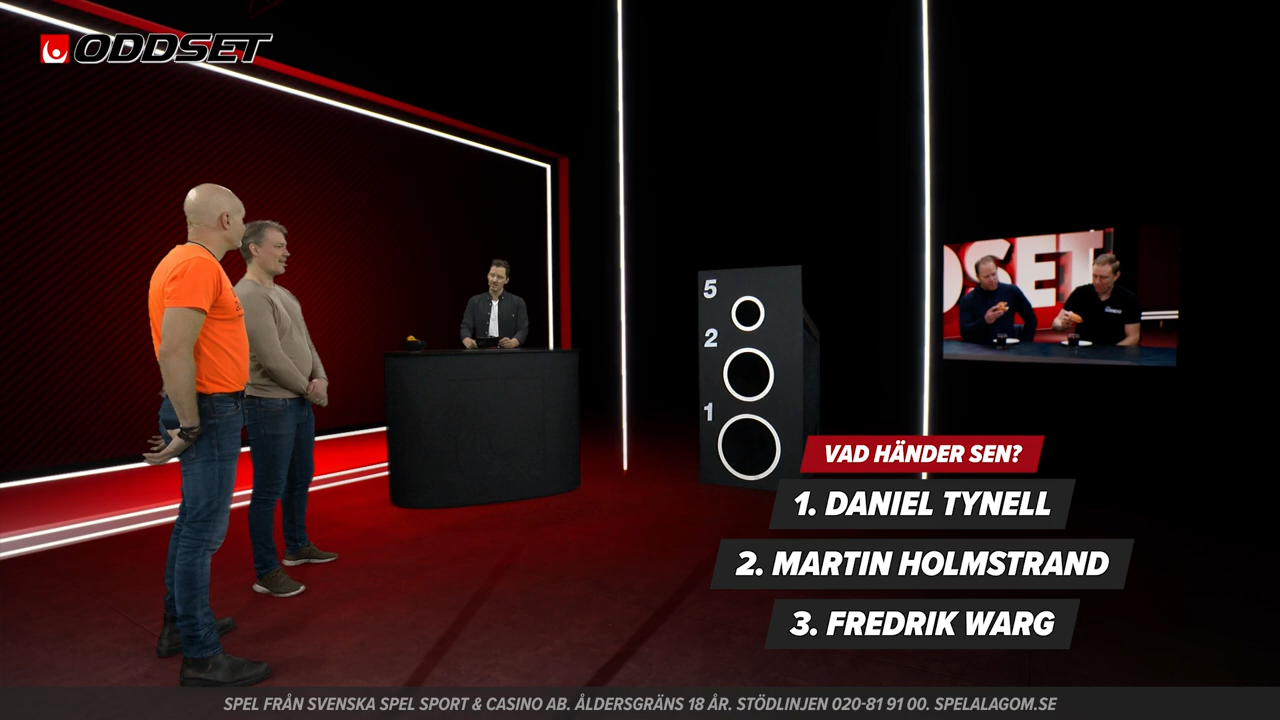 ODDSET
5
2
1
DSET
VAD HÄNDER SEN?
1. DANIEL TYNELL
2. MARTIN HOLMSTRAND
3. FREDRIK WARG
SPEL FRÅN SVENSKA SPEL SPORT & CASINO AB. ÅLDERSGRÄNS 18 ÅR. STÖDLINJEN 020-81 91 00. SPELALAGOM.SE